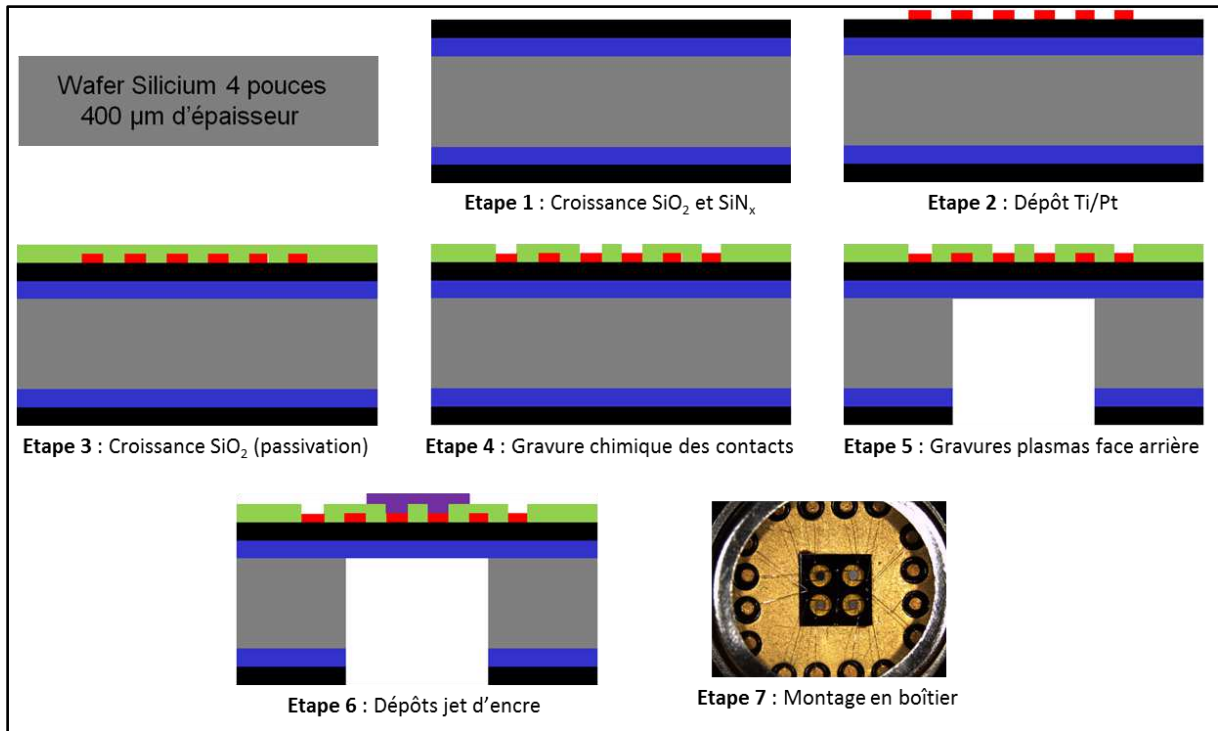 Wafer Silicium 4 pouces
400 µm d'épaisseur
Etape 1 : Croissance SiO₂ et SiNₓ
Etape 2 : Dépôt Ti/Pt
Etape 3 : Croissance SiO₂ (passivation)
Etape 4 : Gravure chimique des contacts
Etape 5 : Gravures plasmas face arrière
Etape 6 : Dépôts jet d'encre
Etape 7 : Montage en boîtier